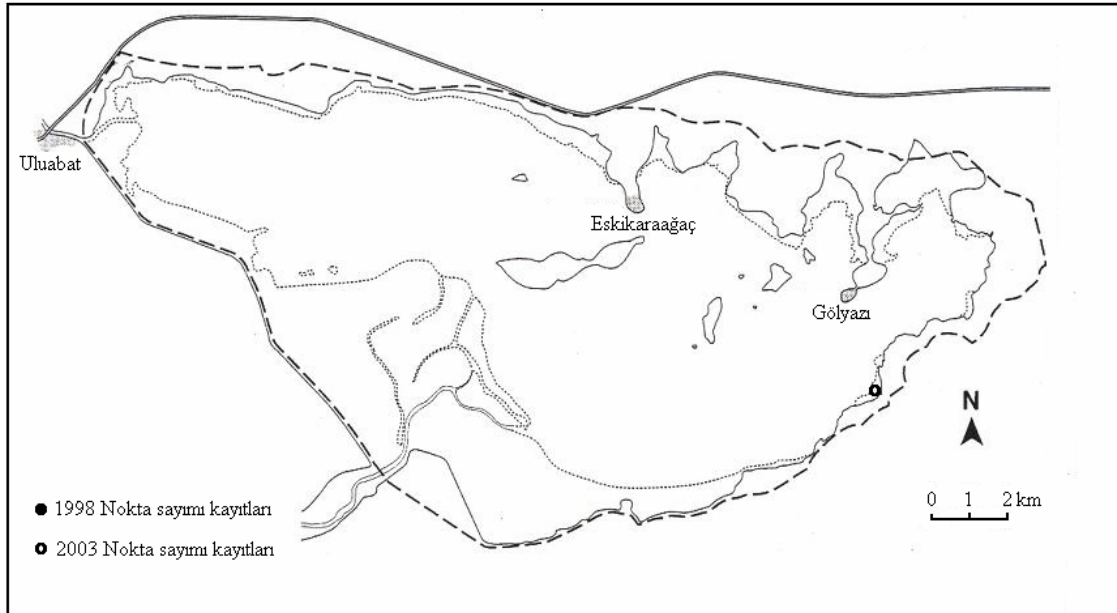 Uluabat
Eskikaraağaç
Gölyazı
N
0 1 2 km
1998 Nokta sayımı kayıtları
2003 Nokta sayımı kayıtları